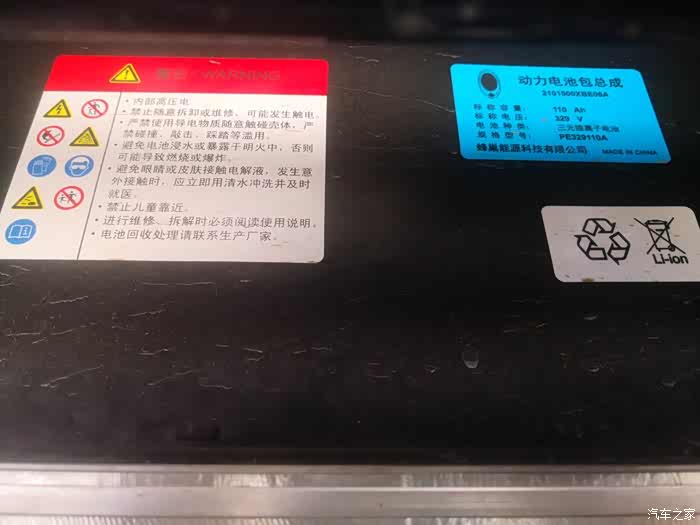 警告 WARNING
・内部高压电
・禁止随意拆卸或维修，可能发生触电。
・严禁使用导电物质随意触碰壳体，严
禁碰撞、敲击、踩踏等滥用。
・避免电池浸水或暴露于明火中，否则
可能导致燃烧或爆炸。
・避免眼睛或皮肤接触电解液，发生意
外接触时，应立即用清水冲洗并及时
就医。
・禁止儿童靠近。
・进行维修、拆解时必须阅读使用说明。
・电池回收处理请联系生产厂家。
动力电池包总成
2101500XBE06A
标称容量： 110 Ah
标称电压： 329 V
电池种类： 三元锂离子电池
规格型号： PE329110A
蜂巢能源科技有限公司 MADE IN CHINA
Li-ion
汽车之家